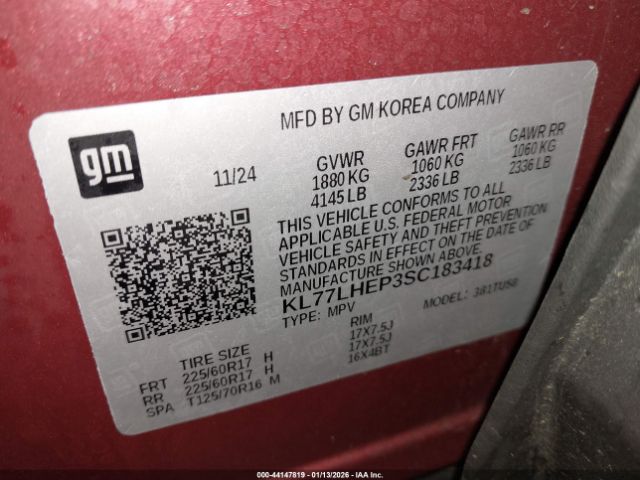 MFD BY GM KOREA COMPANY
gm
11/24
GVWR
1880 KG
4145 LB
GAWR FRT
1060 KG
2336 LB
GAWR RR
1060 KG
2336 LB
THIS VEHICLE CONFORMS TO ALL
APPLICABLE U.S. FEDERAL MOTOR
VEHICLE SAFETY AND THEFT PREVENTION
STANDARDS IN EFFECT ON THE DATE OF
MANUFACTURE SHOWN ABOVE.
KL77LHEP3SC183418
TYPE: MPV
MODEL: 381TUS8
TIRE SIZE RIM
FRT 225/60R17 H 17X7.5J
RR 225/60R17 H 17X7.5J
SPA T125/70R16 M 16X4BT
000-44147819 - 01/13/2026 - IAA Inc.